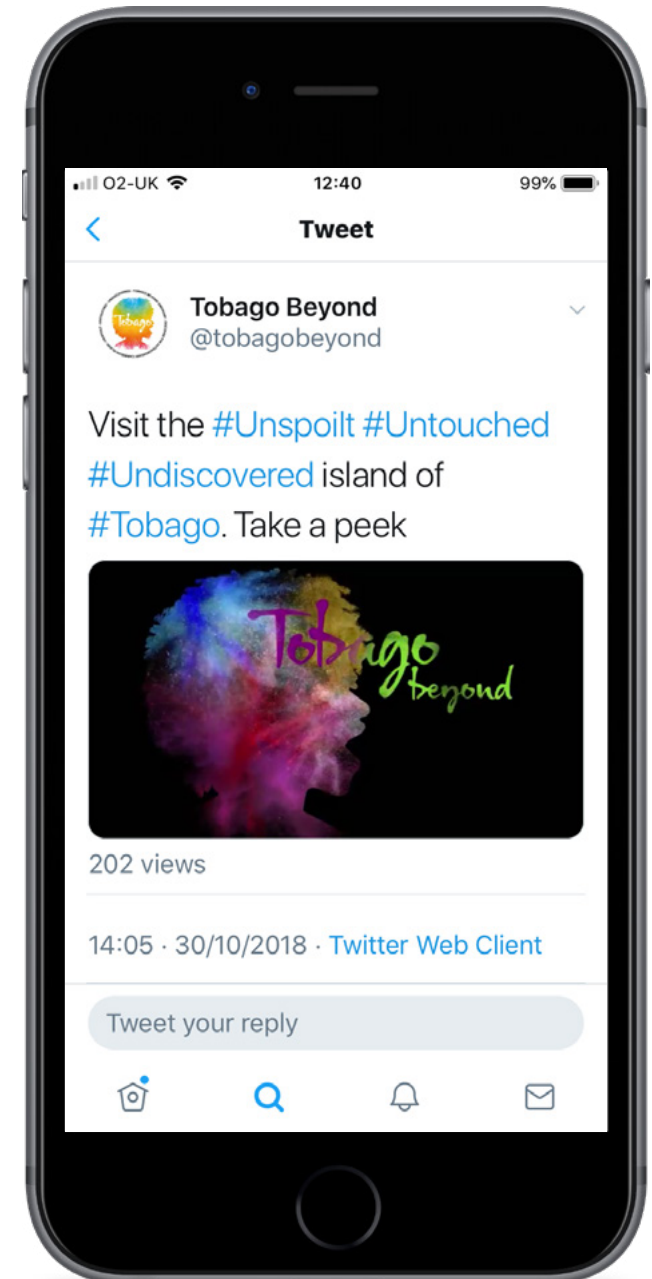 O2-UK 12:40 99%
Tweet
Tobago
Tobago Beyond
@tobagobeyond
Visit the #Unspoilt #Untouched
#Undiscovered island of
#Tobago. Take a peek
Tobago
beyond
202 views
14:05 · 30/10/2018 · Twitter Web Client
Tweet your reply